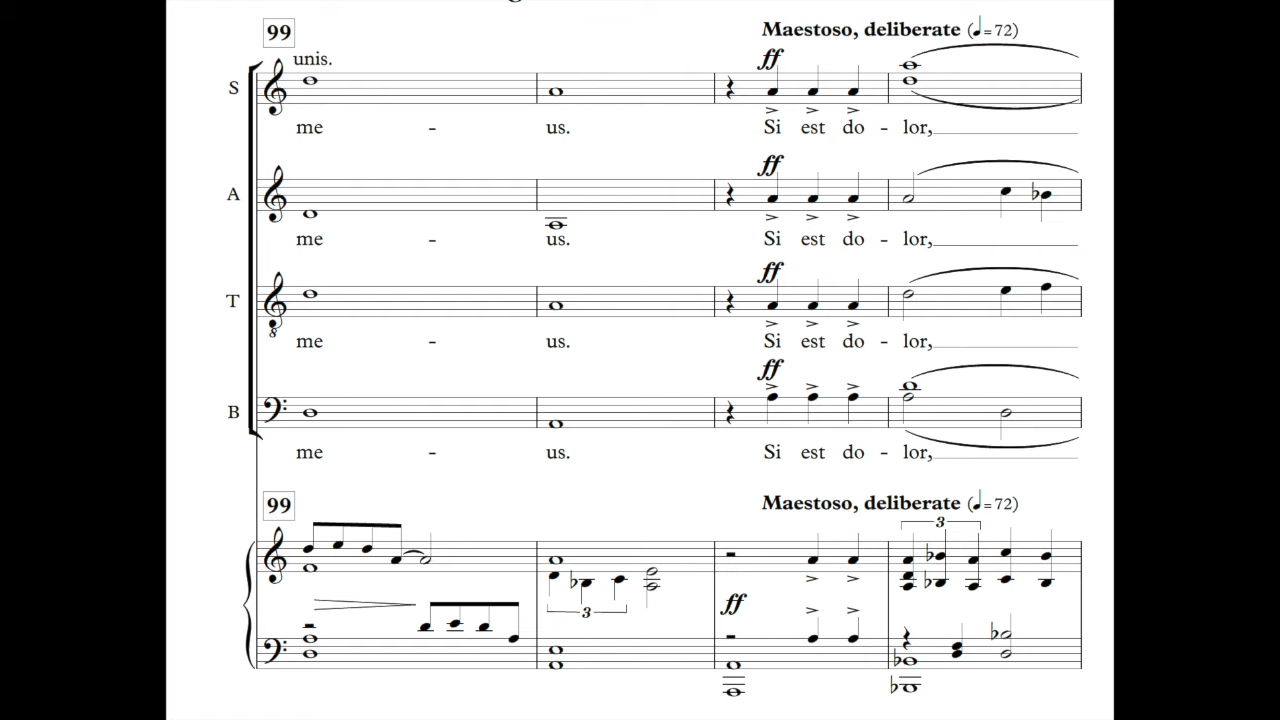 99
Maestoso, deliberate (♩=72)
unis.
ff
S
me - us. Si est do - lor,
ff
A
me - us. Si est do - lor,
ff
T
8
me - us. Si est do - lor,
ff
B
me - us. Si est do - lor,
99
Maestoso, deliberate (♩=72)
3
3
ff